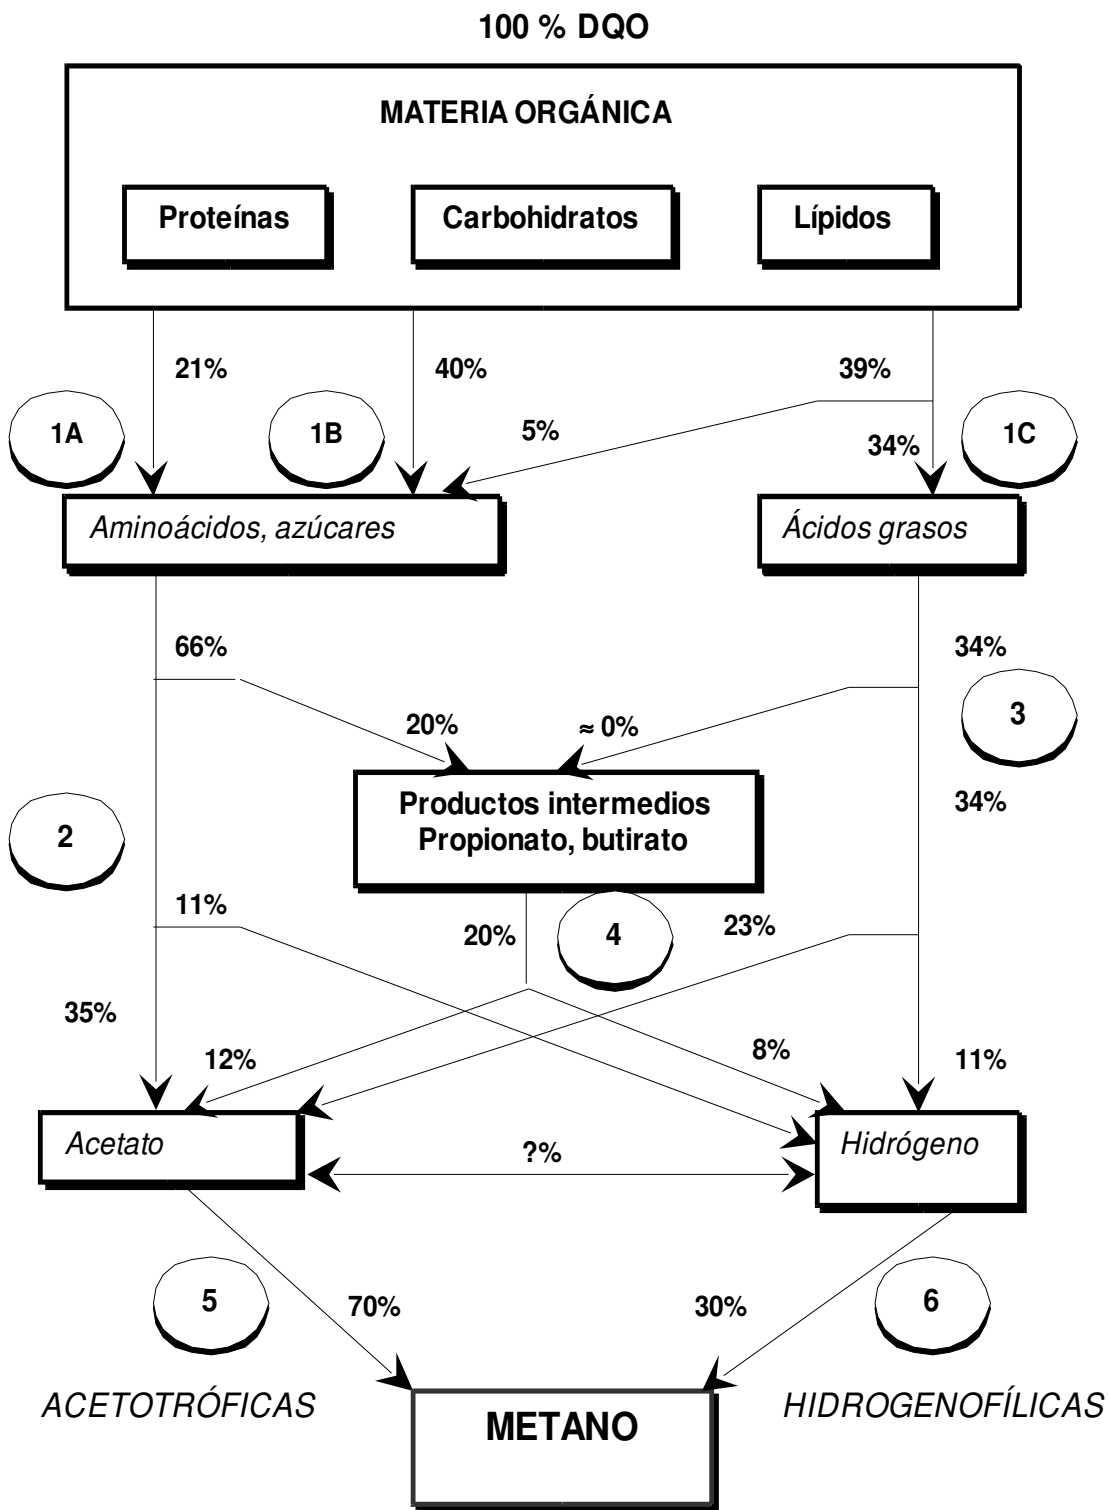 100 % DQO
MATERIA ORGÁNICA
Proteínas
Carbohidratos
Lípidos
21%
40%
39%
1A
1B
5%
34%
1C
Aminoácidos, azúcares
Ácidos grasos
66%
34%
20%
≈ 0%
3
Productos intermedios
Propionato, butirato
34%
2
11%
20%
4
23%
35%
12%
8%
11%
Acetato
?%
Hidrógeno
5
70%
30%
6
ACETOTRÓFICAS
HIDROGENOFÍLICAS
METANO